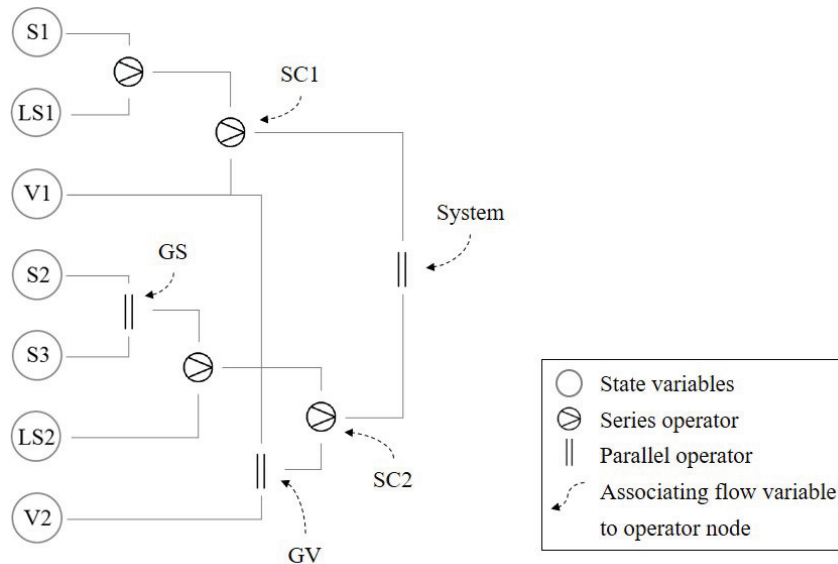 S1
SC1
LS1
V1
System
GS
S2
S3
LS2
SC2
V2
GV
State variables
Series operator
Parallel operator
Associating flow variable
to operator node